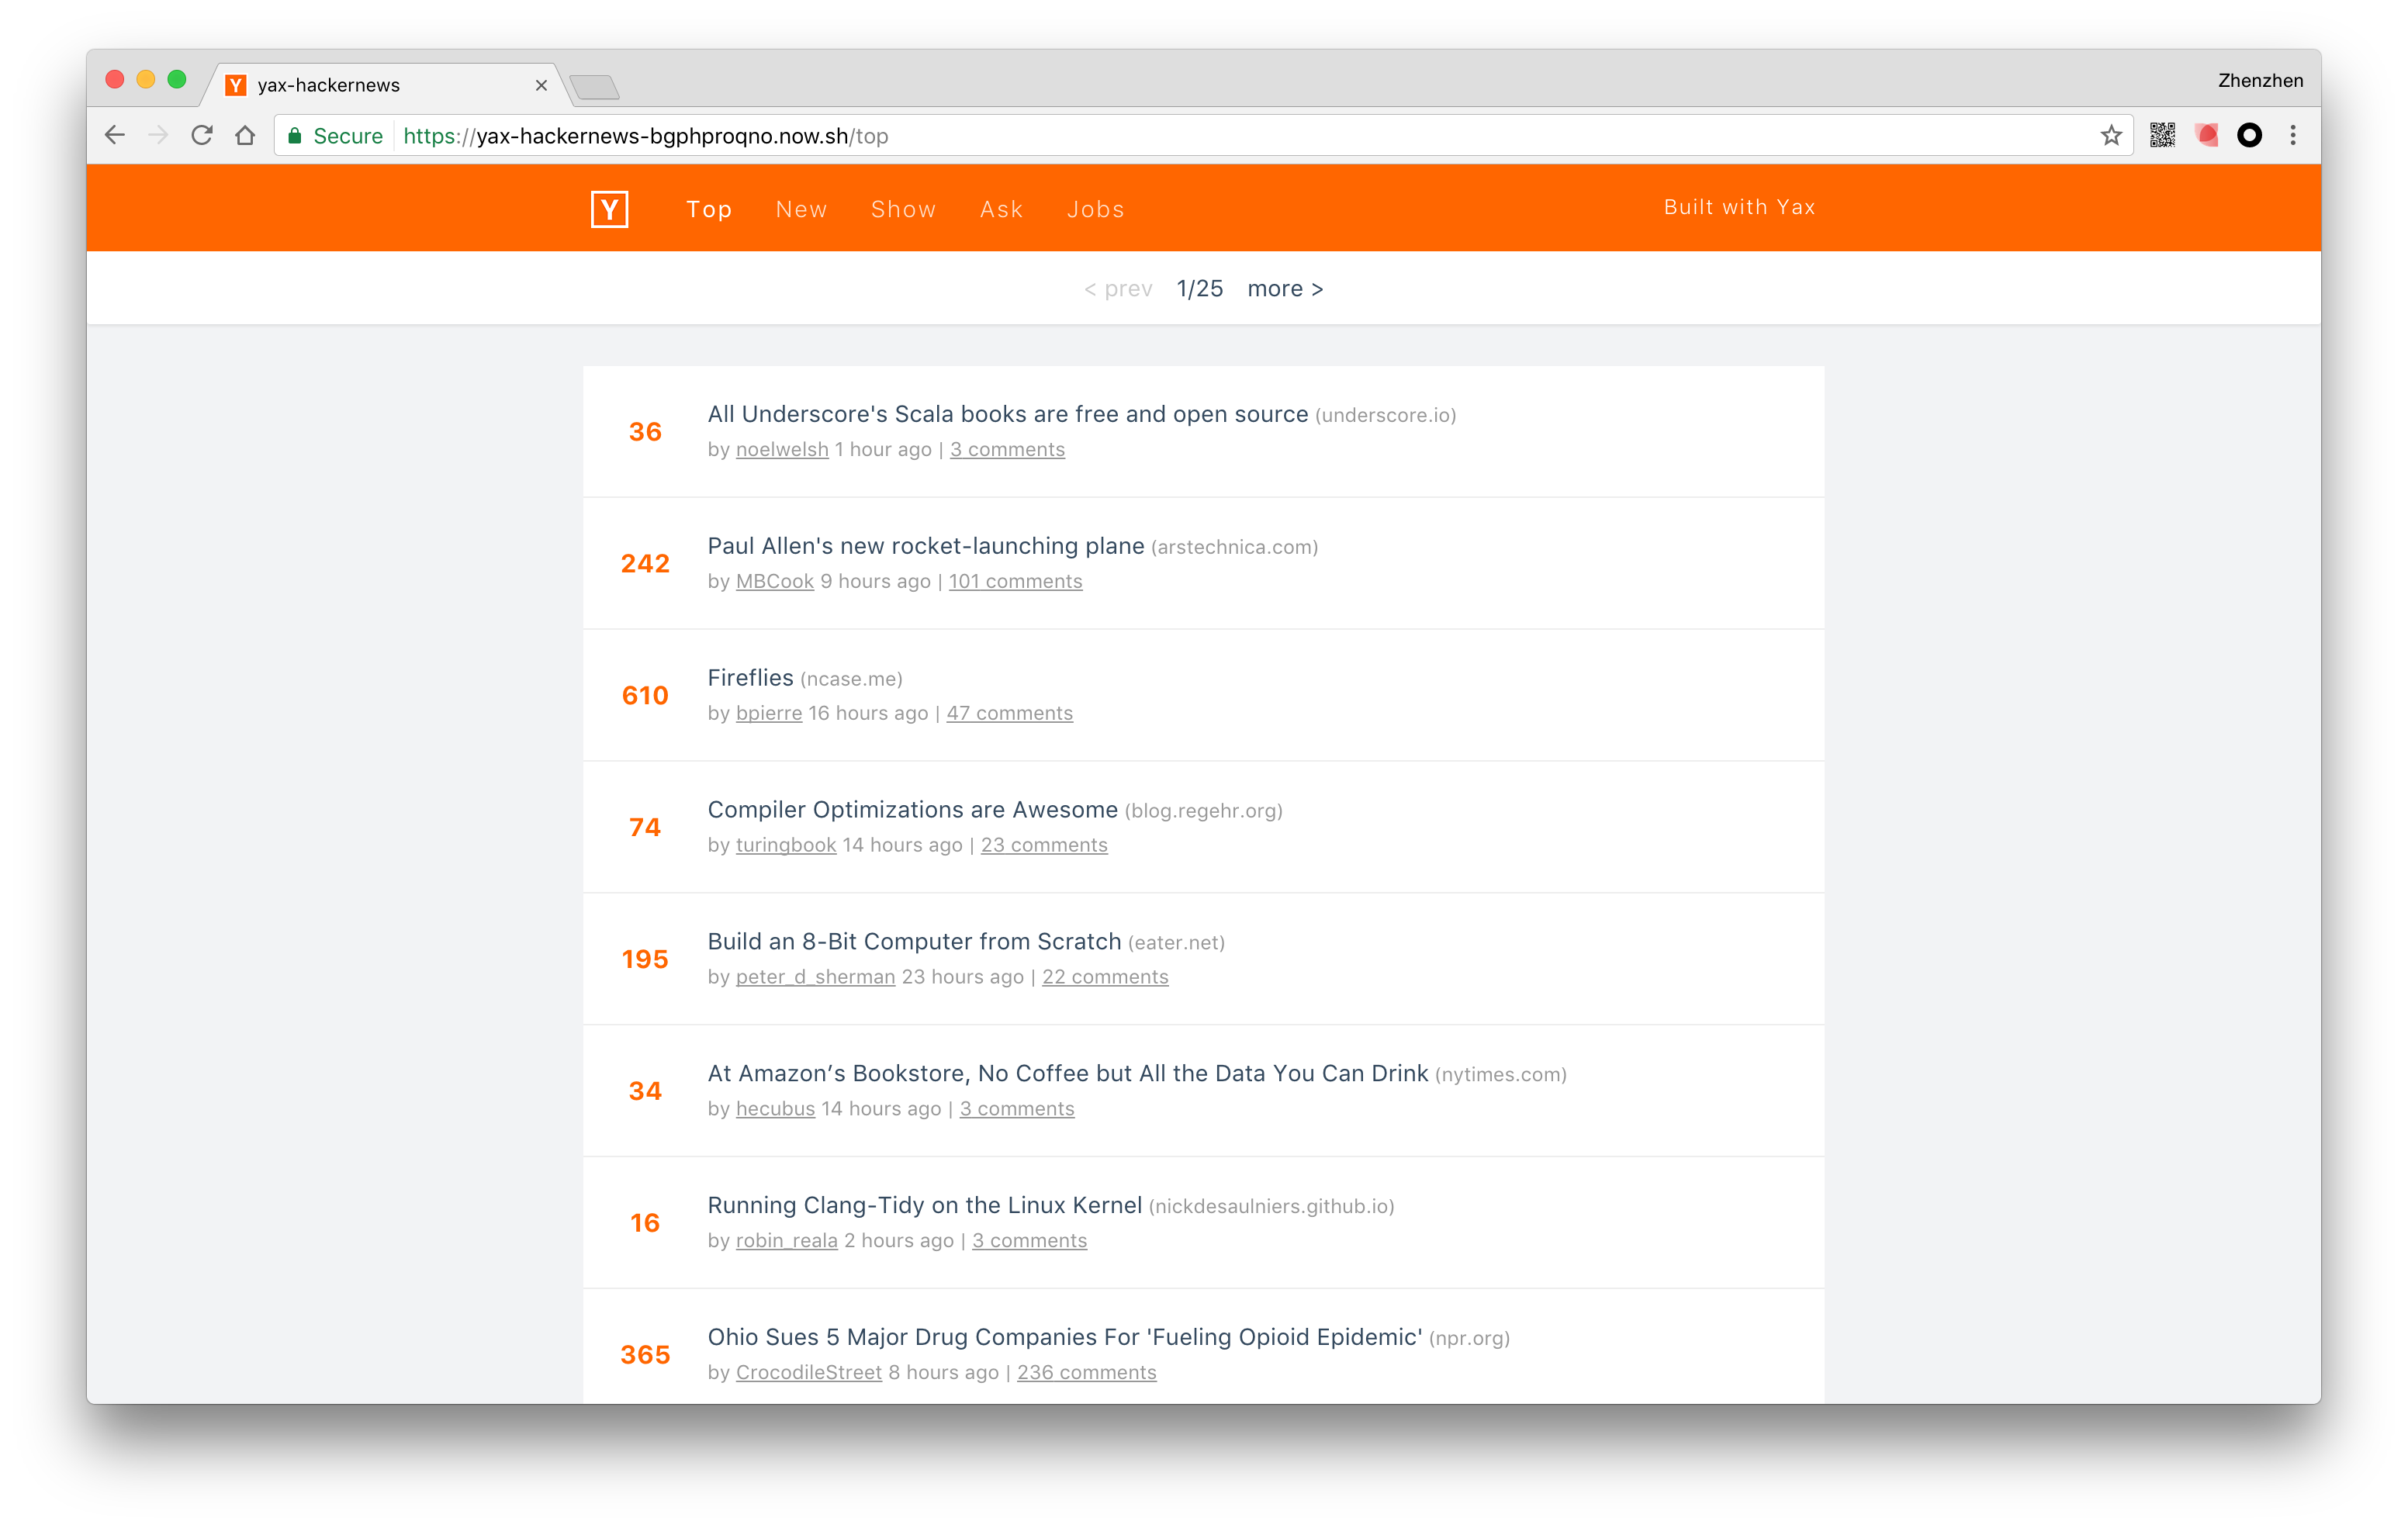 yax-hackernews
Zhenzhen
Secure https://yax-hackernews-bgphproqno.now.sh/top
Y Top New Show Ask Jobs Built with Yax
< prev 1/25 more >
36
All Underscore's Scala books are free and open source (underscore.io)
by noelwelsh 1 hour ago | 3 comments
242
Paul Allen's new rocket-launching plane (arstechnica.com)
by MBCook 9 hours ago | 101 comments
610
Fireflies (ncase.me)
by bpierre 16 hours ago | 47 comments
74
Compiler Optimizations are Awesome (blog.regehr.org)
by turingbook 14 hours ago | 23 comments
195
Build an 8-Bit Computer from Scratch (eater.net)
by peter_d_sherman 23 hours ago | 22 comments
34
At Amazon’s Bookstore, No Coffee but All the Data You Can Drink (nytimes.com)
by hecubus 14 hours ago | 3 comments
16
Running Clang-Tidy on the Linux Kernel (nickdesaulniers.github.io)
by robin_reala 2 hours ago | 3 comments
365
Ohio Sues 5 Major Drug Companies For 'Fueling Opioid Epidemic' (npr.org)
by CrocodileStreet 8 hours ago | 236 comments